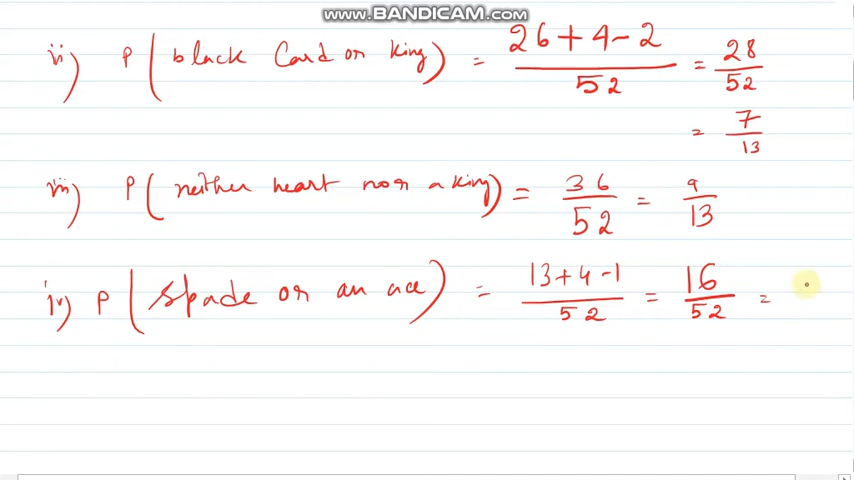 www.BANDICAM.com
ii) P(black Card or king) = 26+4-2/52 = 28/52
= 7/13
iii) P(neither heart nor a king) = 36/52 = 9/13
iv) P(spade or an ace) = 13+4-1/52 = 16/52 =